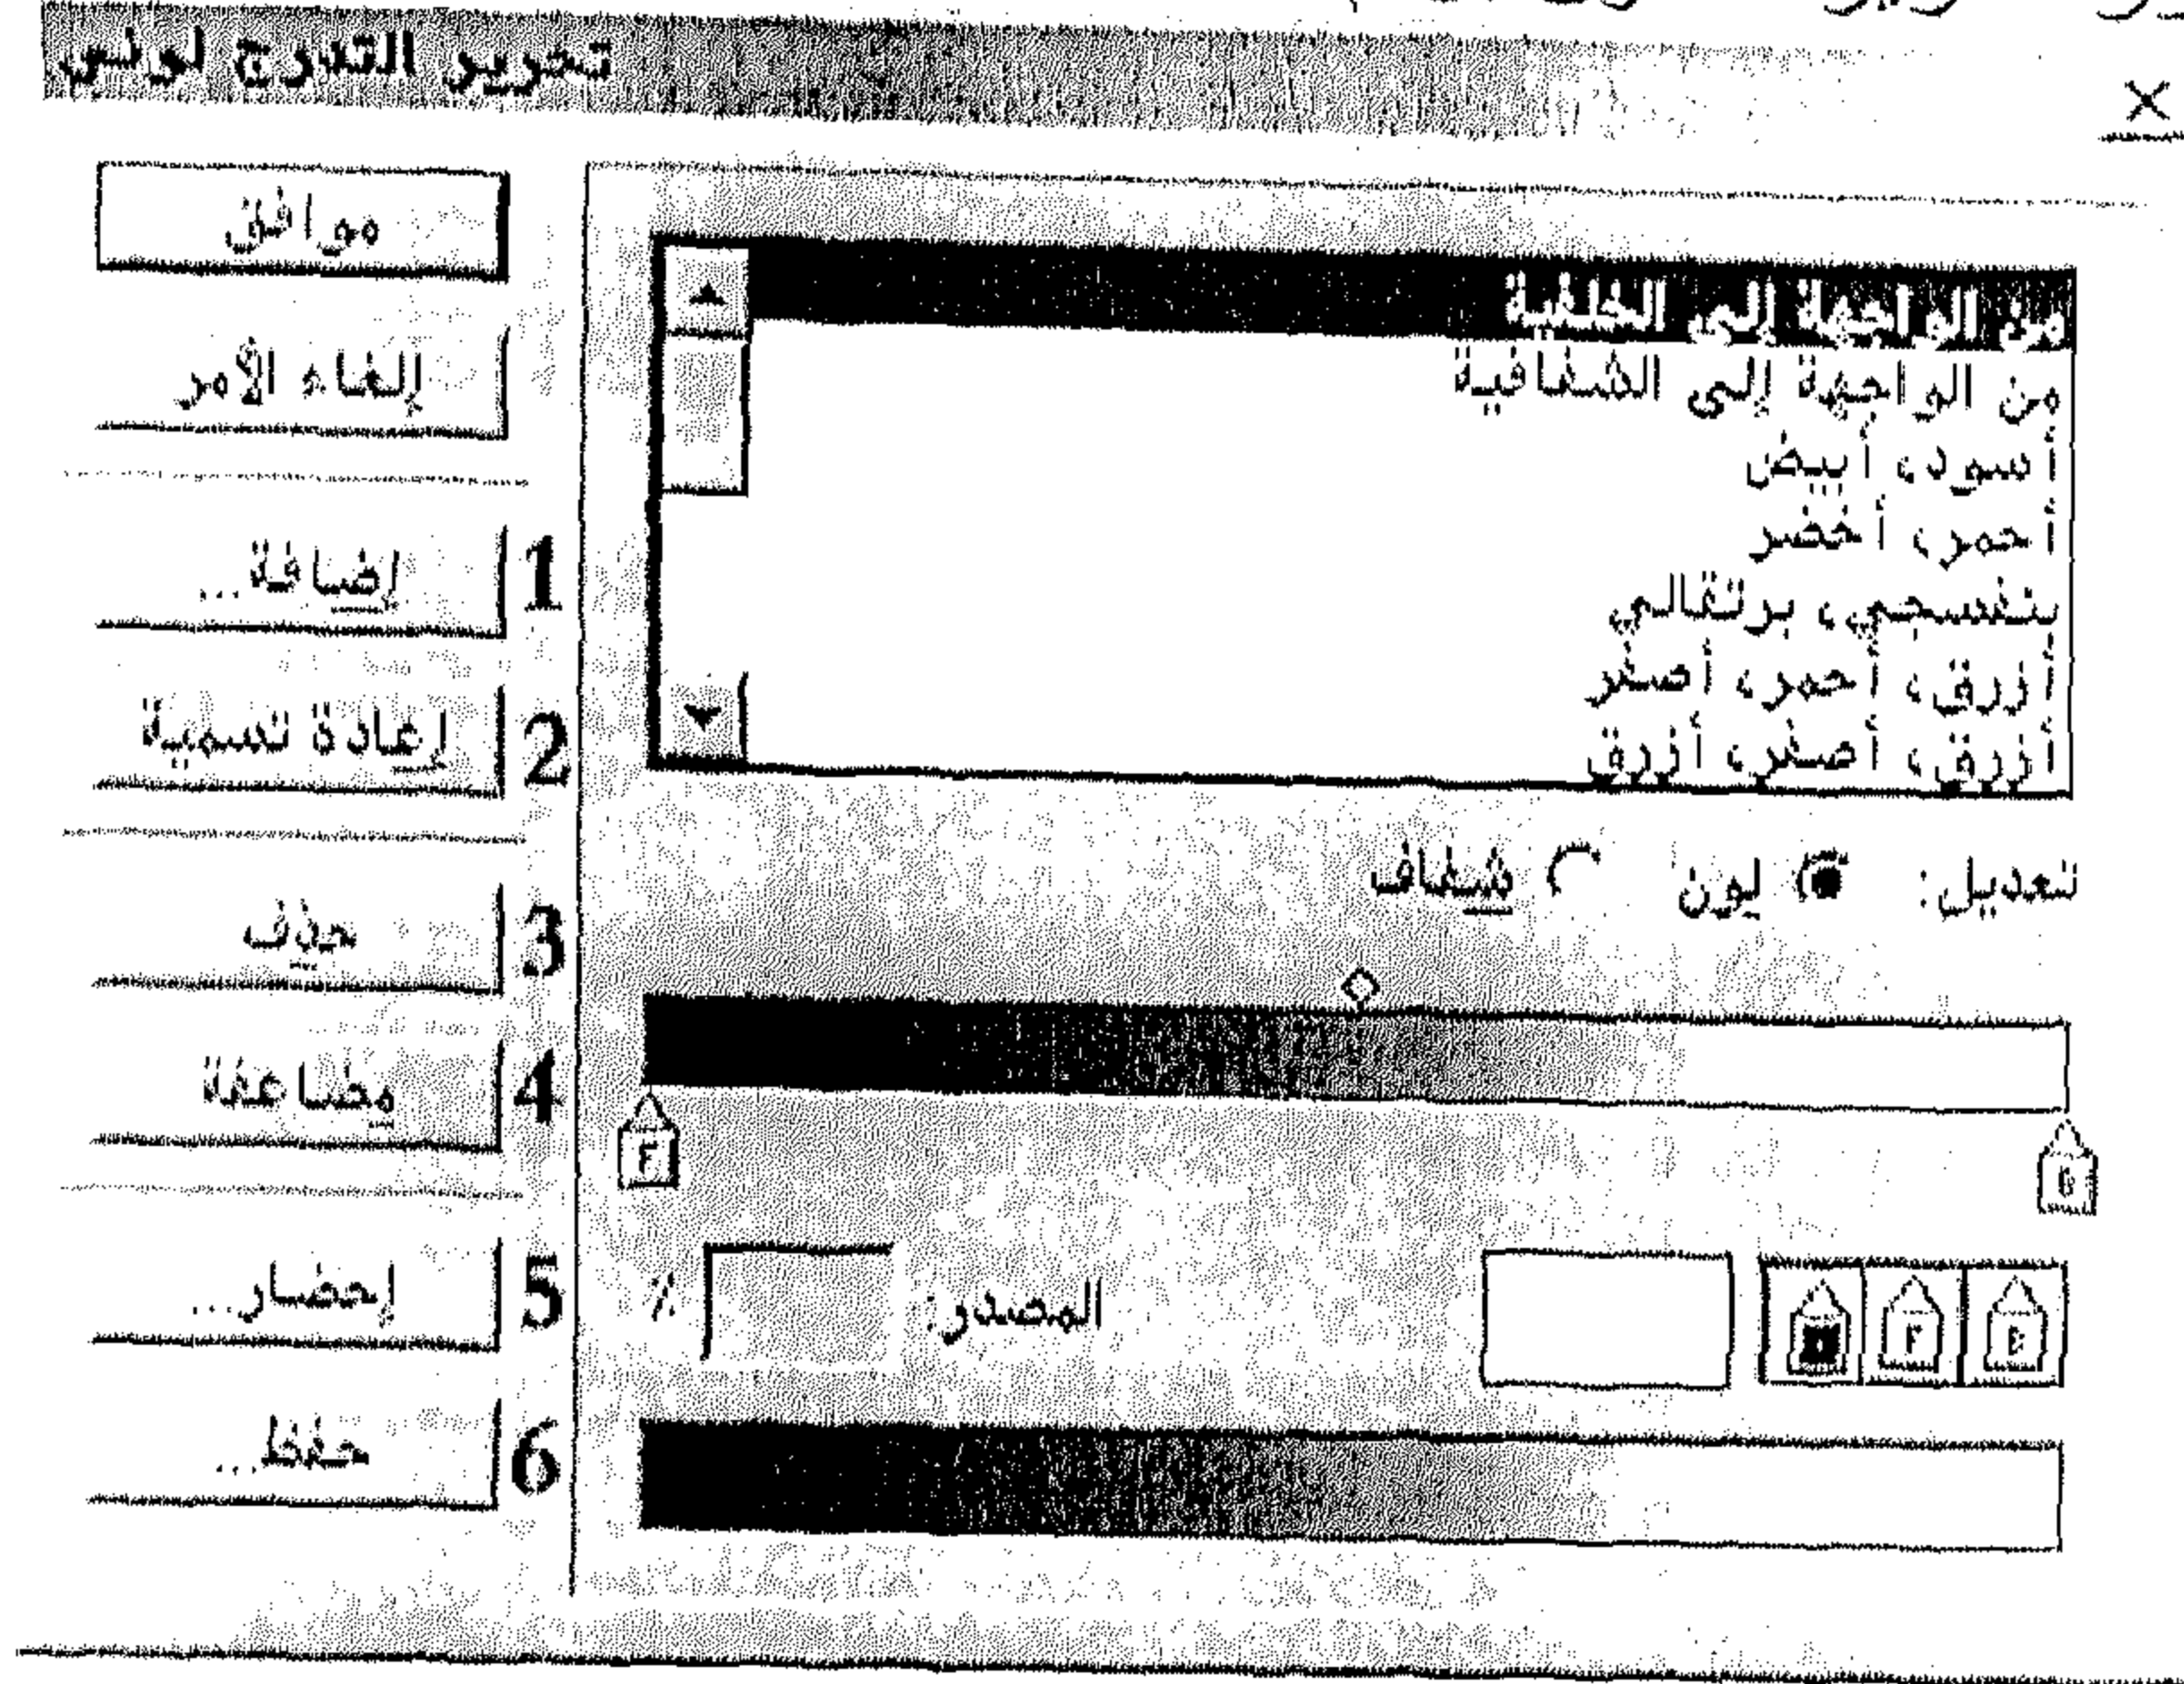 تحرير التدرج لوني
موافق
إلغاء الأمر
إضافة... 1
إعادة تسمية 2
حذف 3
مضاعفة 4
إحضار... 5
حفظ... 6
من الواجهة إلى الخلفية
من الواجهة إلى الشفافية
أسود، أبيض
أحمر، أخضر
بنفسجي، برتقالي
أزرق، أحمر، أصفر
أزرق، أصفر، أزرق
تعديل: لون شفاف
F
المصدر: %
F B